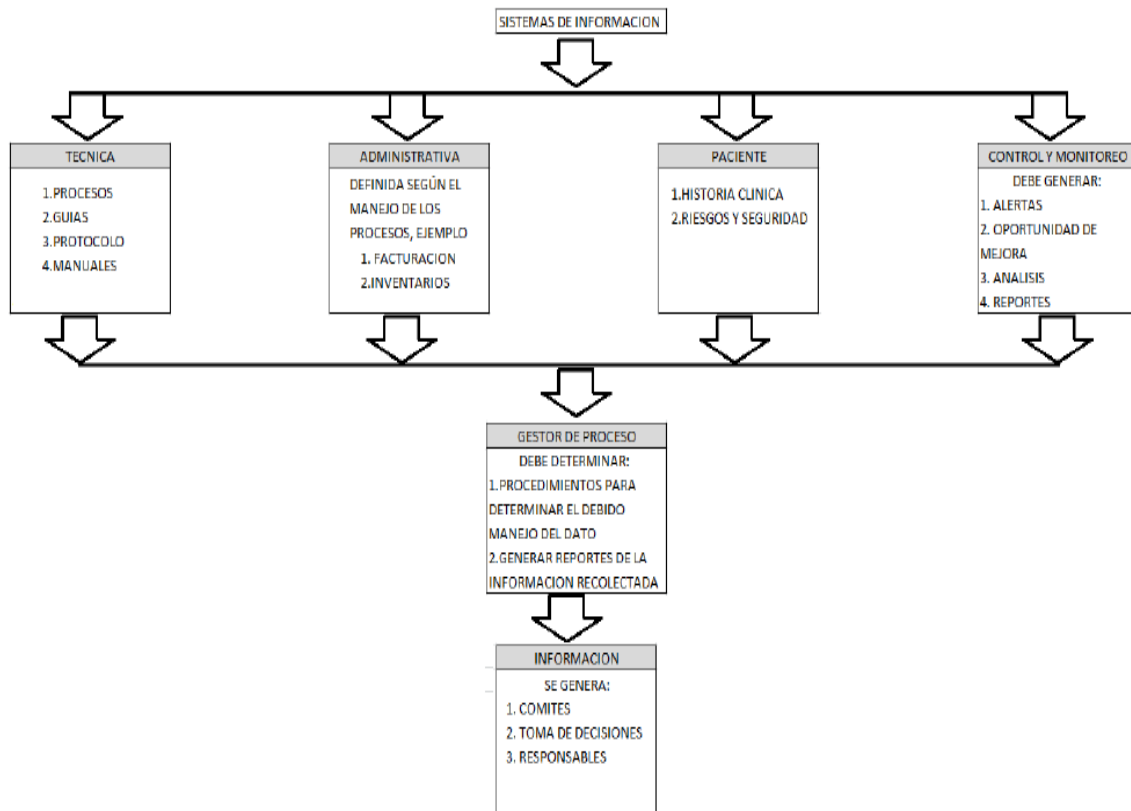 SISTEMAS DE INFORMACION
TECNICA
1.PROCESOS
2.GUIAS
3.PROTOCOLO
4.MANUALES
ADMINISTRATIVA
DEFINIDA SEGÚN EL
MANEJO DE LOS
PROCESOS, EJEMPLO
1. FACTURACION
2.INVENTARIOS
PACIENTE
1.HISTORIA CLINICA
2.RIESGOS Y SEGURIDAD
CONTROL Y MONITOREO
DEBE GENERAR:
1. ALERTAS
2. OPORTUNIDAD DE
MEJORA
3. ANALISIS
4. REPORTES
GESTOR DE PROCESO
DEBE DETERMINAR:
1.PROCEDIMIENTOS PARA
DETERMINAR EL DEBIDO
MANEJO DEL DATO
2.GENERAR REPORTES DE LA
INFORMACION RECOLECTADA
INFORMACION
SE GENERA:
1. COMITES
2. TOMA DE DECISIONES
3. RESPONSABLES